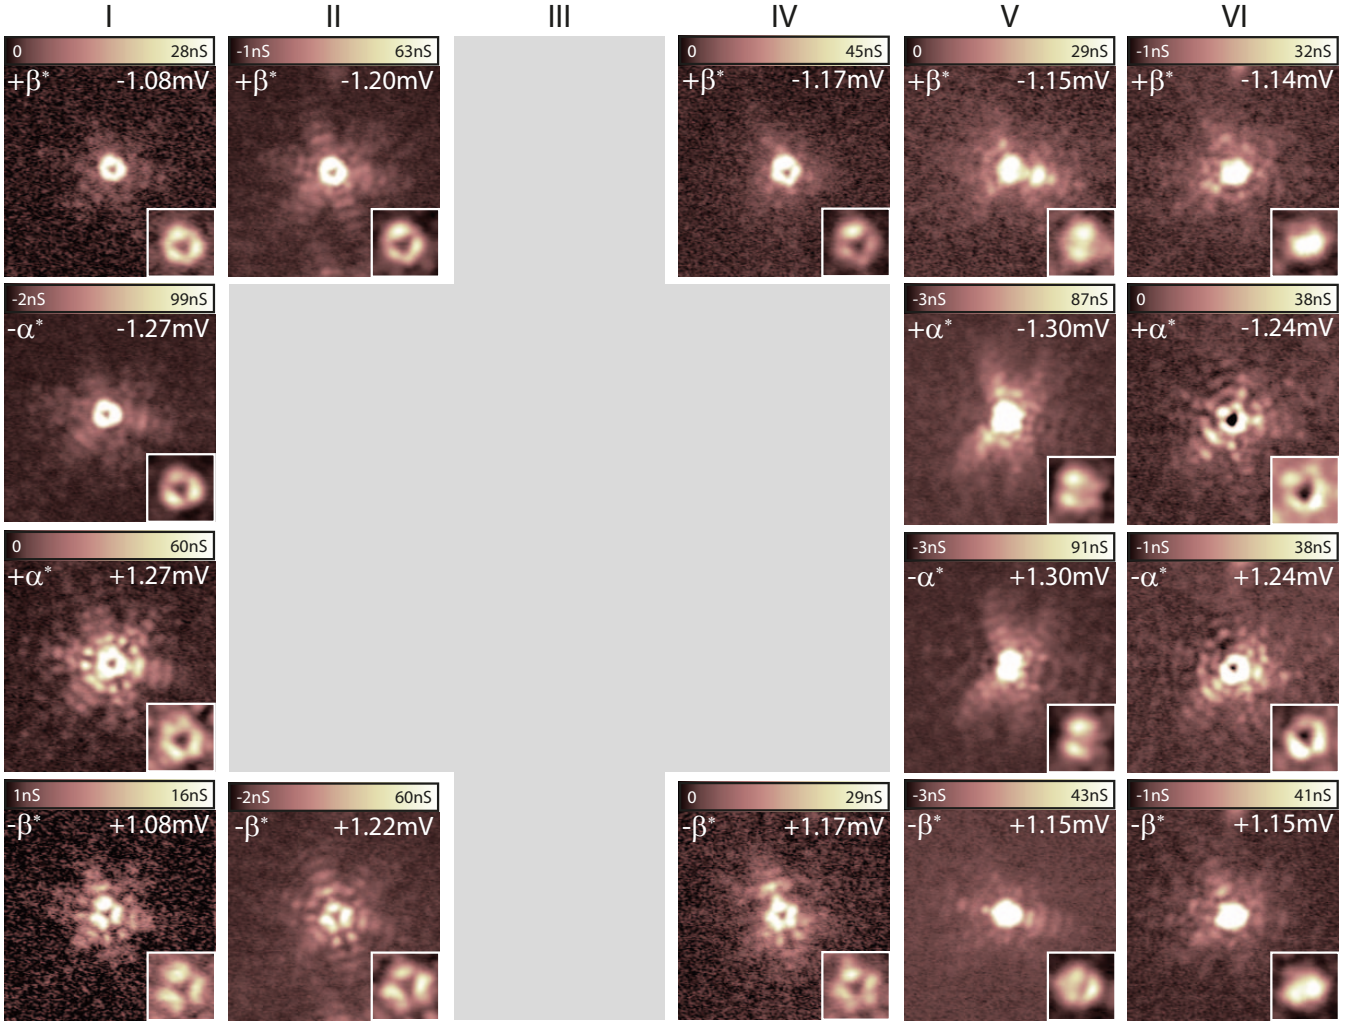 I II III IV V VI
0 28nS -1nS 63nS 0 45nS 0 29nS -1nS 32nS
+β* -1.08mV +β* -1.20mV +β* -1.17mV +β* -1.15mV +β* -1.14mV
-2nS 99nS -3nS 87nS 0 38nS
-α* -1.27mV +α* -1.30mV +α* -1.24mV
0 60nS -3nS 91nS -1nS 38nS
+α* +1.27mV -α* +1.30mV -α* +1.24mV
1nS 16nS -2nS 60nS 0 29nS -3nS 43nS -1nS 41nS
-β* +1.08mV -β* +1.22mV -β* +1.17mV -β* +1.15mV -β* +1.15mV